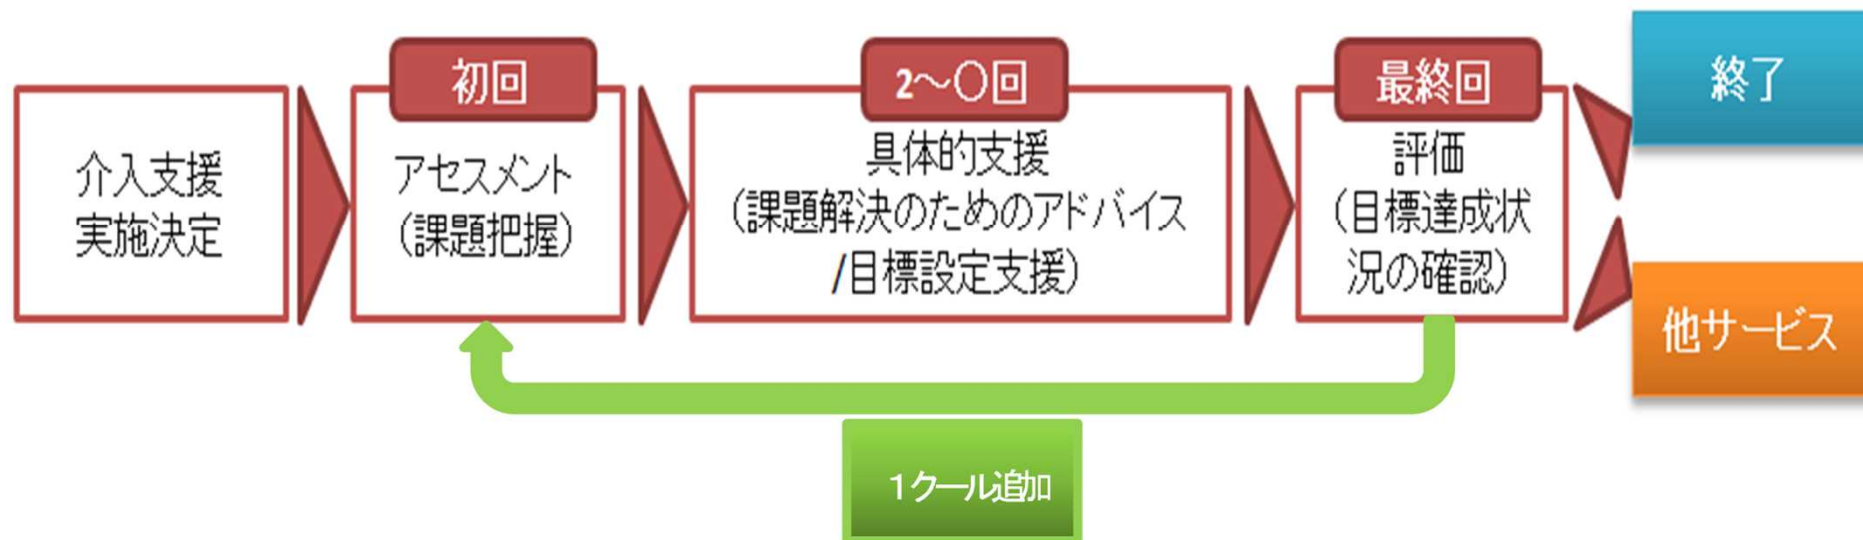 介入支援
実施決定
初回
アセスメント
（課題把握）
2～〇回
具体的支援
（課題解決のためのアドバイス
/目標設定支援）
最終回
評価
（目標達成状
況の確認）
終了
他サービス
１クール追加